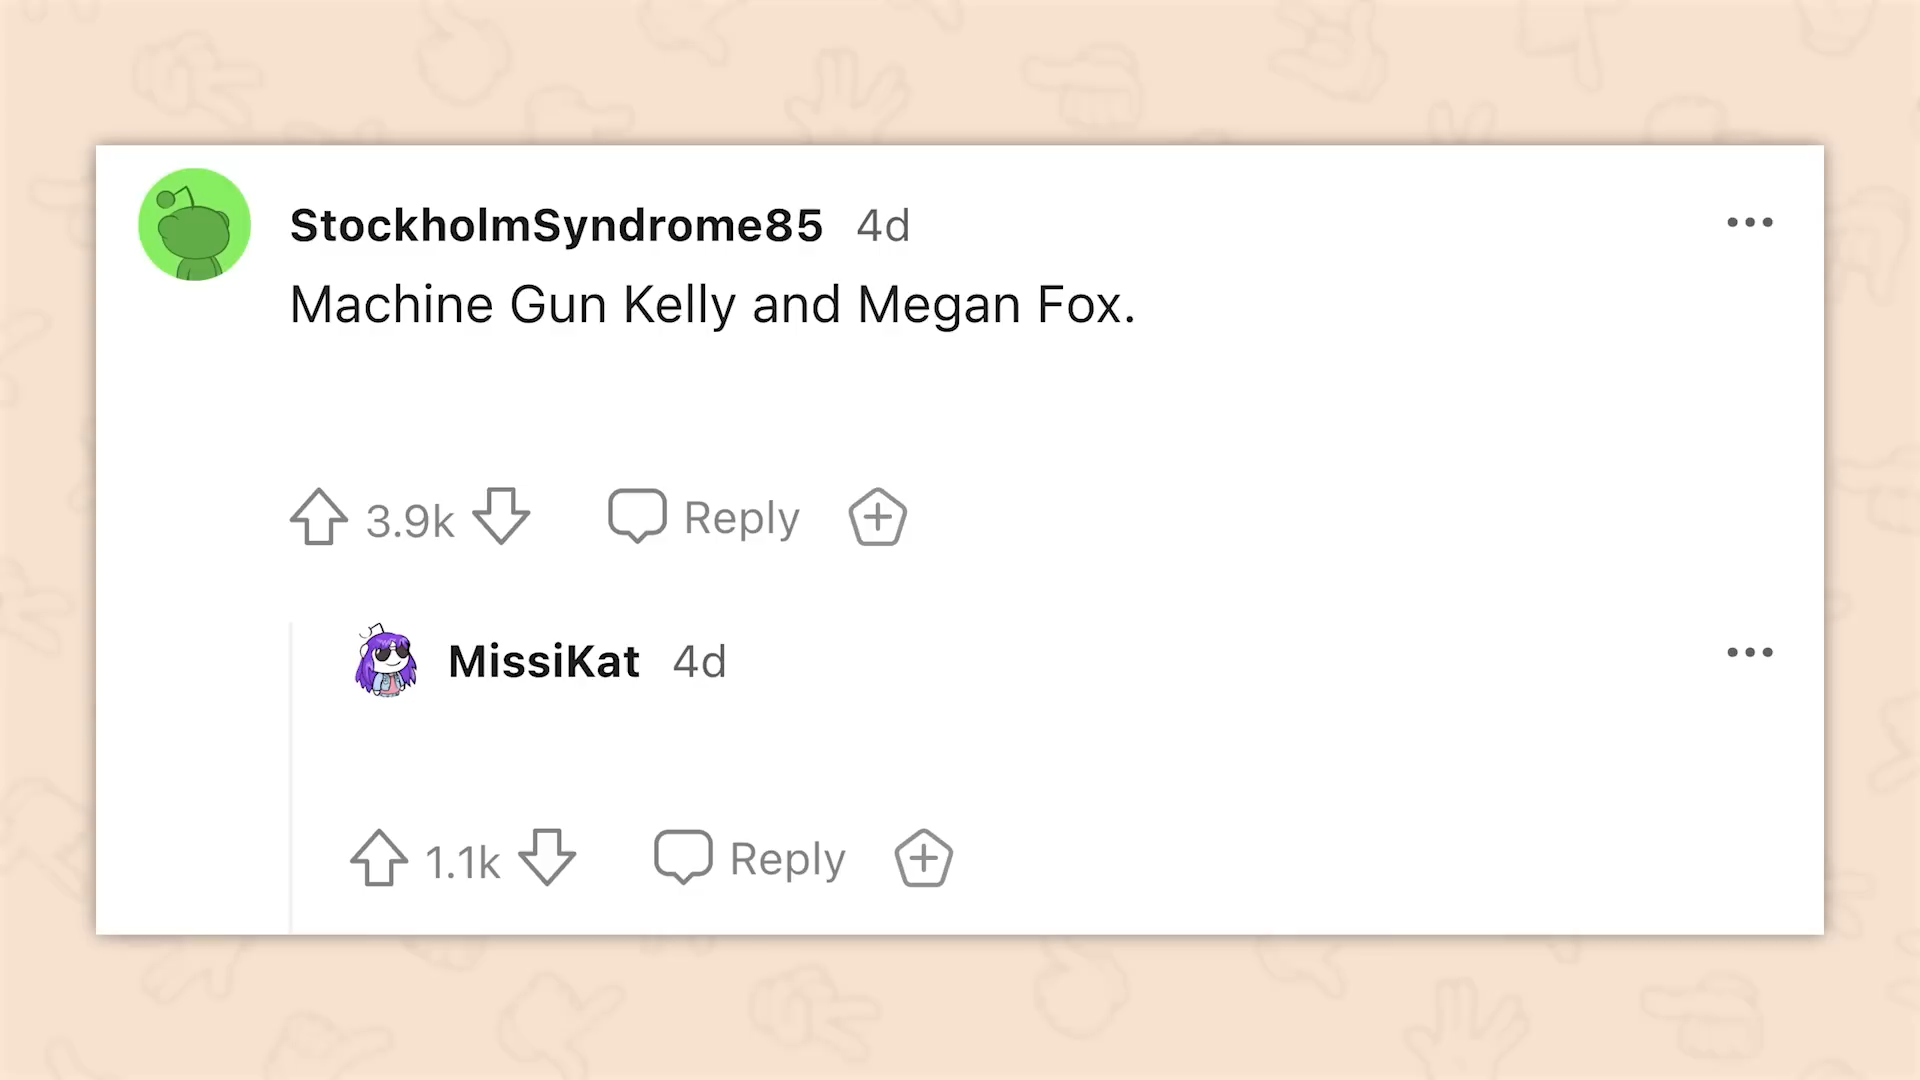 StockholmSyndrome85 4d
Machine Gun Kelly and Megan Fox.
3.9k Reply
MissiKat 4d
1.1k Reply